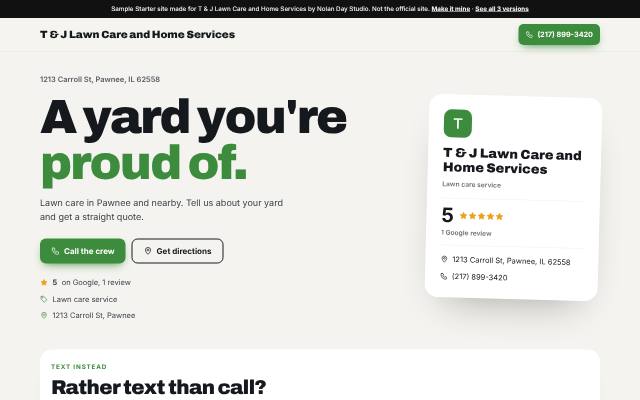 Sample Starter site made for T & J Lawn Care and Home Services by Nolan Day Studio. Not the official site. Make it mine · See all 3 versions
T & J Lawn Care and Home Services
(217) 899-3420
1213 Carroll St, Pawnee, IL 62558
A yard you're
proud of.
Lawn care in Pawnee and nearby. Tell us about your yard
and get a straight quote.
Call the crew
Get directions
5 on Google, 1 review
Lawn care service
1213 Carroll St, Pawnee
T
T & J Lawn Care and
Home Services
Lawn care service
5
1 Google review
1213 Carroll St, Pawnee, IL 62558
(217) 899-3420
TEXT INSTEAD
Rather text than call?